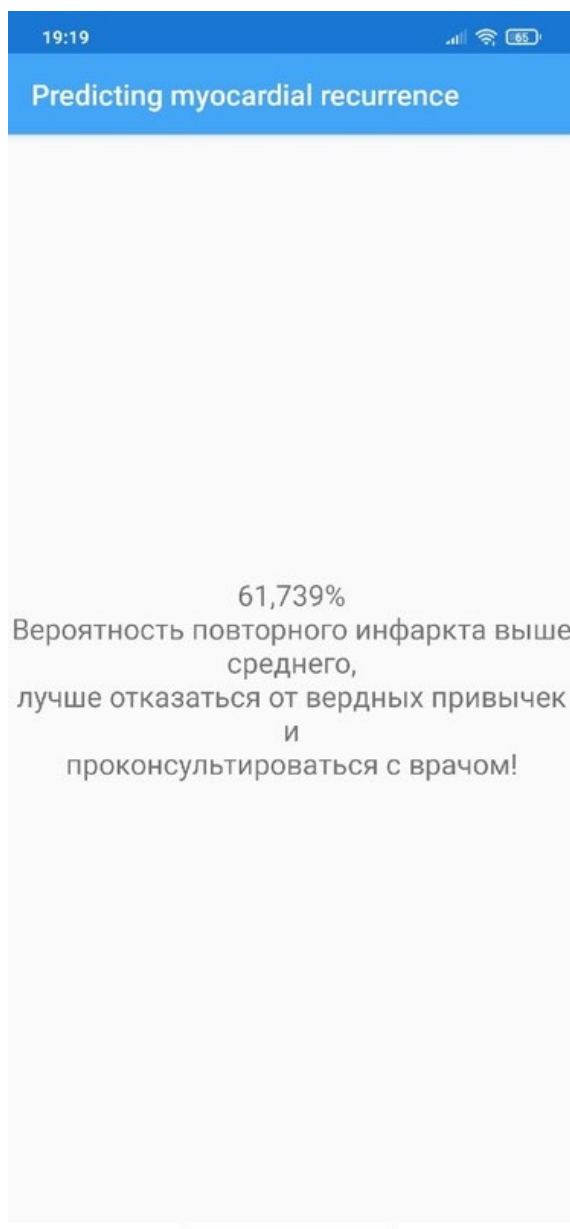 19:19
65
Predicting myocardial recurrence
61,739%
Вероятность повторного инфаркта выше
среднего,
лучше отказаться от вердных привычек
и
проконсультироваться с врачом!